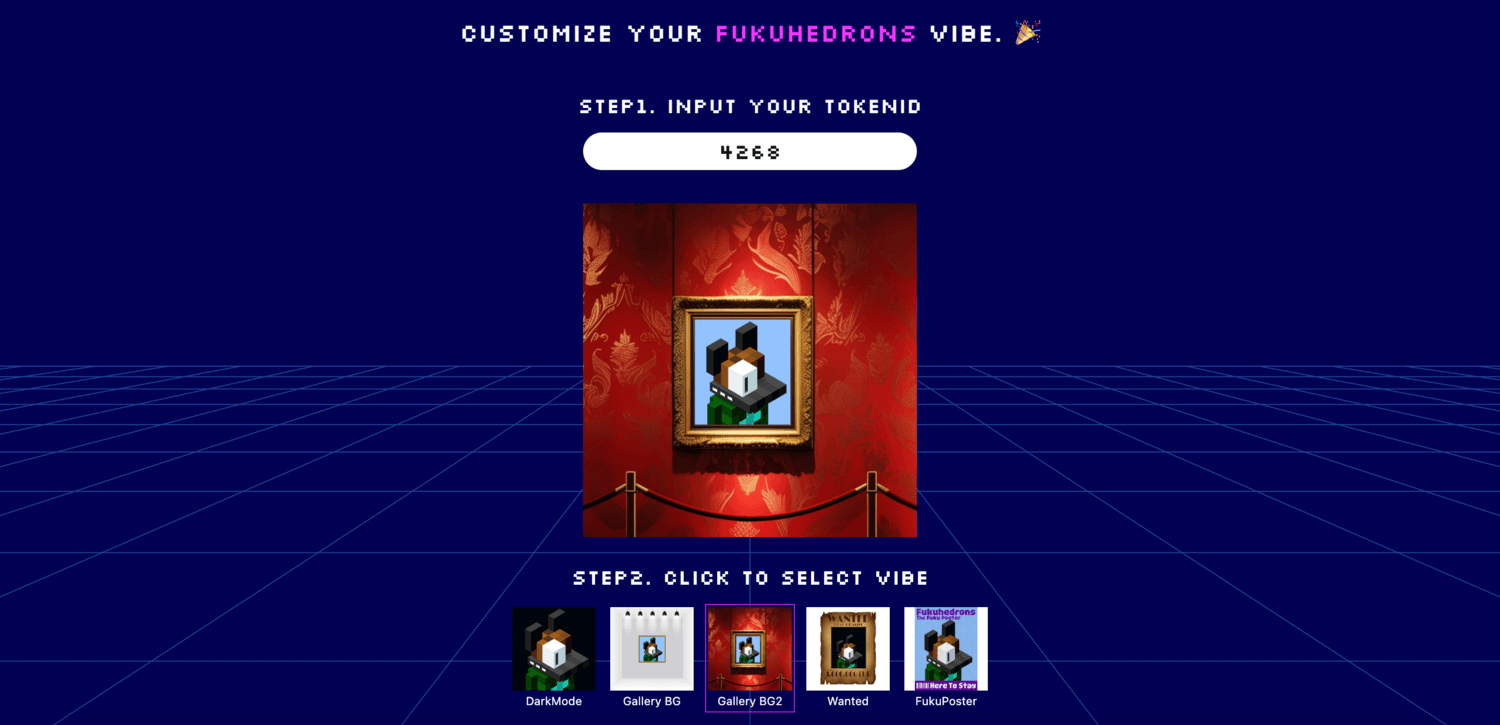 CUSTOMIZE YOUR FUKUHEDRONS VIBE.
STEP1. INPUT YOUR TOKENID
4268
STEP2. CLICK TO SELECT VIBE
WANTED
Fukuhedrons
The Fuku Poster
Here To Stay
DarkMode
Gallery BG
Gallery BG2
Wanted
FukuPoster